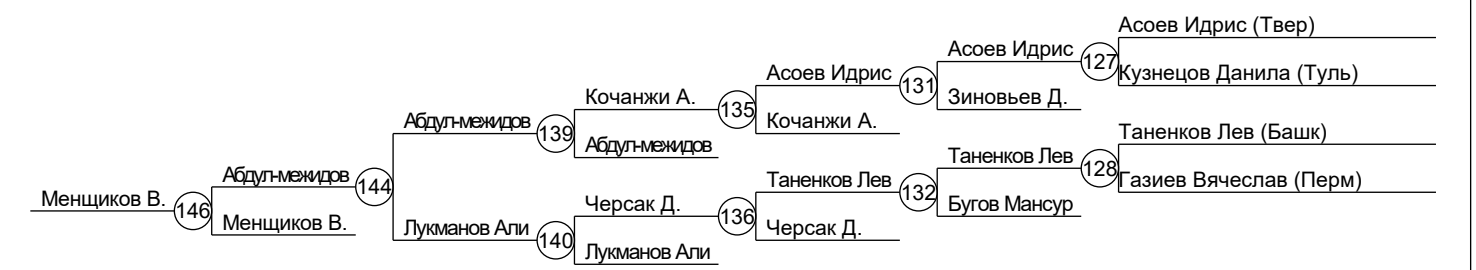 Асоев Идрис (Твер)
Асоев Идрис
127
Кузнецов Данила (Туль)
Асоев Идрис
131
Зиновьев Д.
Кочанжи А.
135
Кочанжи А.
Абдул-межидов
139
Абдул-межидов
Таненков Лев (Башк)
Таненков Лев
128
Газиев Вячеслав (Перм)
Абдул-межидов
144
Таненков Лев
132
Бугов Мансур
Менщиков В.
146
Менщиков В.
Черсак Д.
136
Черсак Д.
Лукманов Али
140
Лукманов Али